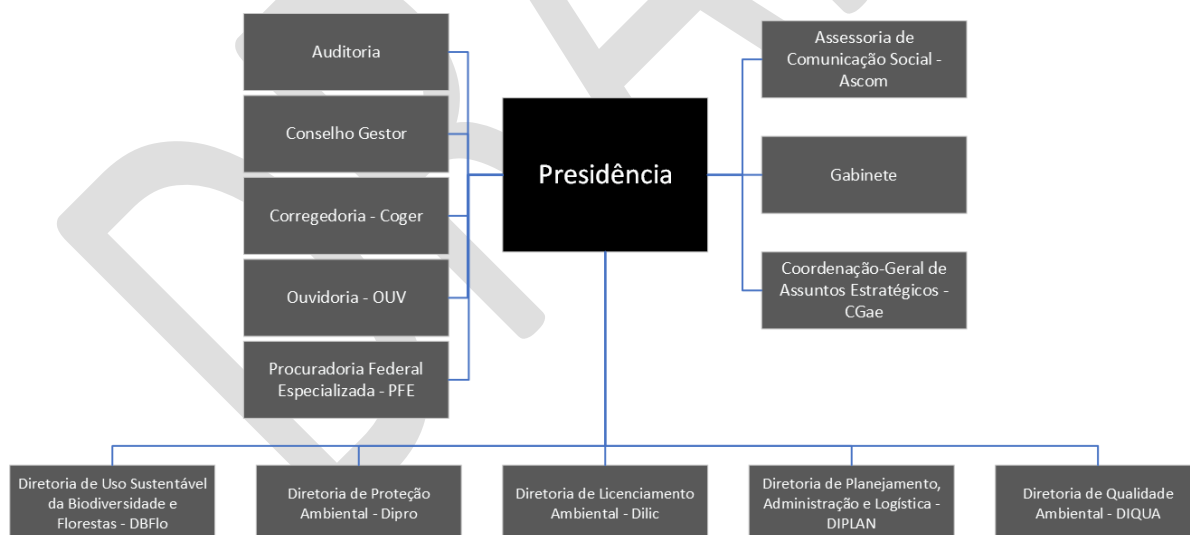 Auditoria
Conselho Gestor
Corregedoria - Coger
Ouvidoria - OUV
Procuradoria Federal
Especializada - PFE
Presidência
Assessoria de
Comunicação Social -
Ascom
Gabinete
Coordenação-Geral de
Assuntos Estratégicos -
CGae
Diretoria de Uso Sustentável
da Biodiversidade e
Florestas - DBFlo
Diretoria de Proteção
Ambiental - Dipro
Diretoria de Licenciamento
Ambiental - Dilic
Diretoria de Planejamento,
Administração e Logística -
DIPLAN
Diretoria de Qualidade
Ambiental - DIQUA